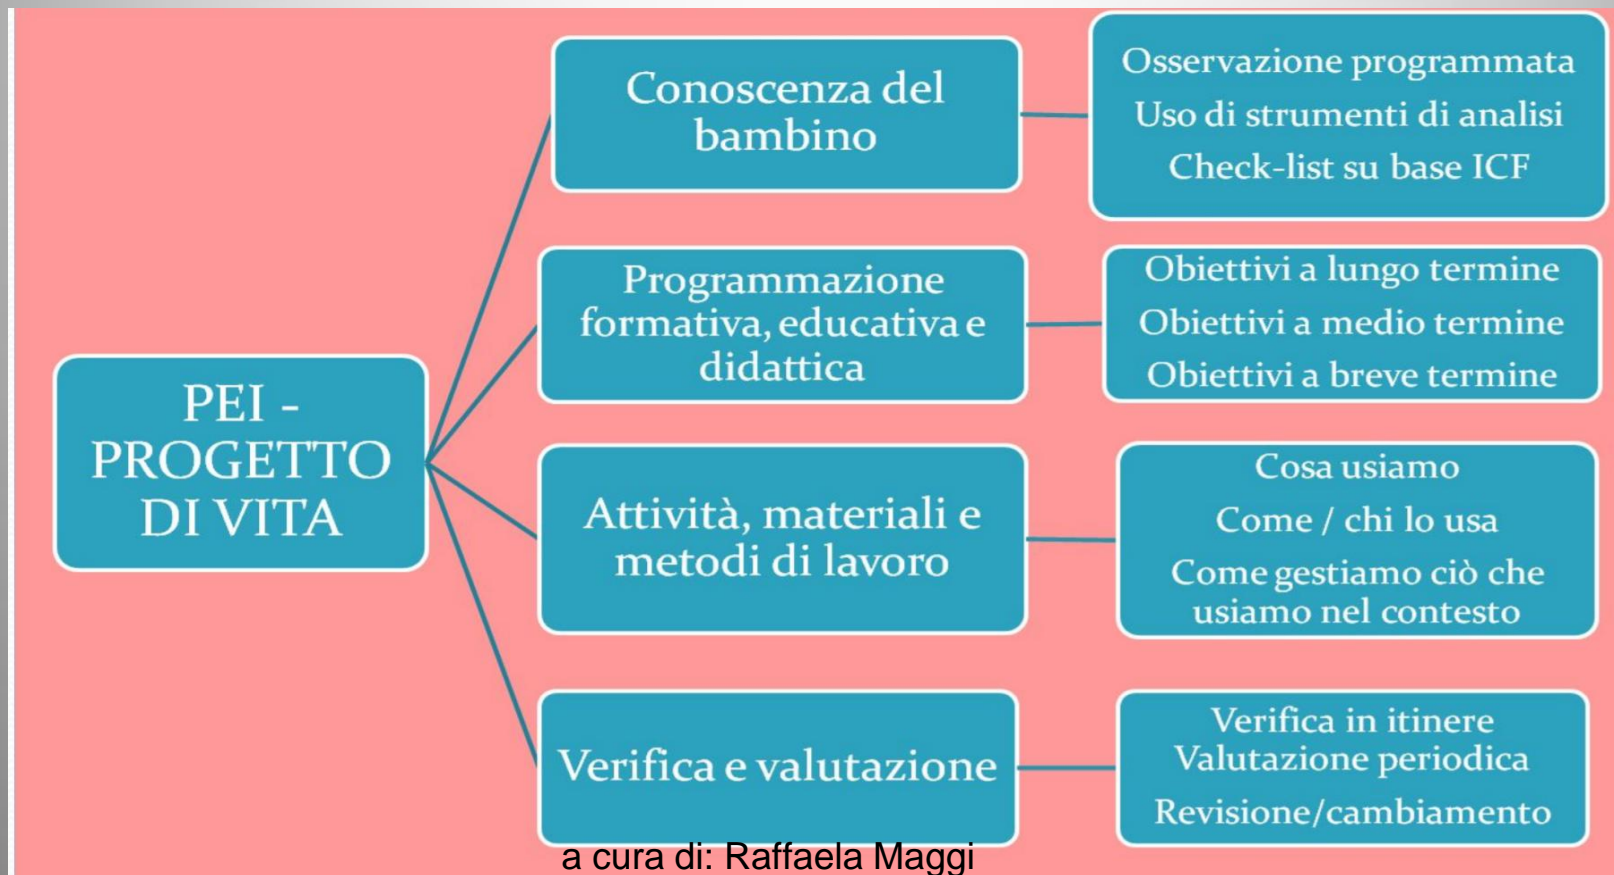 PEI -
PROGETTO
DI VITA
Conoscenza del
bambino
Osservazione programmata
Uso di strumenti di analisi
Check-list su base ICF
Programmazione
formativa, educativa e
didattica
Obiettivi a lungo termine
Obiettivi a medio termine
Obiettivi a breve termine
Attività, materiali e
metodi di lavoro
Cosa usiamo
Come / chi lo usa
Come gestiamo ciò che
usiamo nel contesto
Verifica e valutazione
Verifica in itinere
Valutazione periodica
Revisione/cambiamento
a cura di: Raffaela Maggi